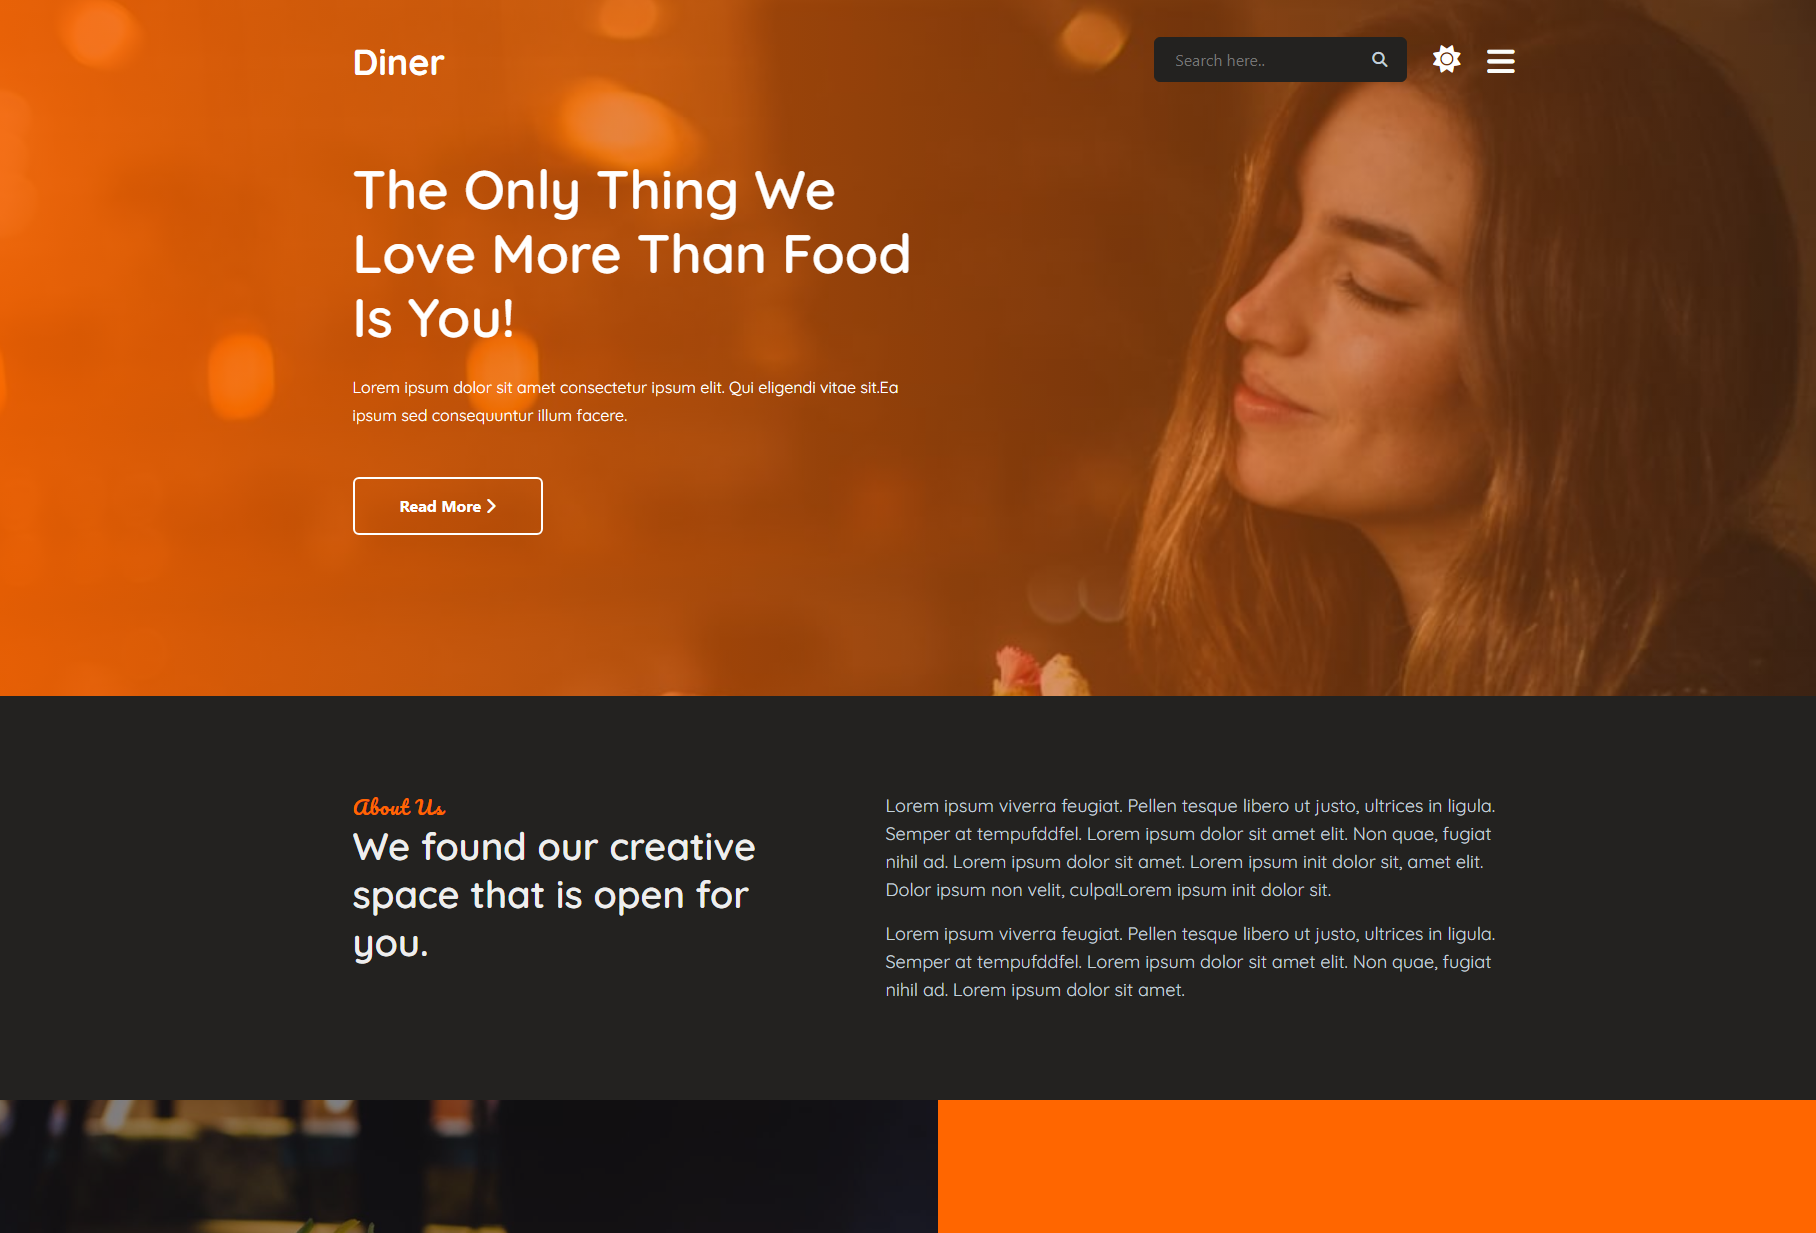 Diner
Search here..
The Only Thing We
Love More Than Food
Is You!
Lorem ipsum dolor sit amet consectetur ipsum elit. Qui eligendi vitae sit.Ea
ipsum sed consequuntur illum facere.
Read More
About Us
We found our creative
space that is open for
you.
Lorem ipsum viverra feugiat. Pellen tesque libero ut justo, ultrices in ligula.
Semper at tempufddfel. Lorem ipsum dolor sit amet elit. Non quae, fugiat
nihil ad. Lorem ipsum dolor sit amet. Lorem ipsum init dolor sit, amet elit.
Dolor ipsum non velit, culpa!Lorem ipsum init dolor sit.
Lorem ipsum viverra feugiat. Pellen tesque libero ut justo, ultrices in ligula.
Semper at tempufddfel. Lorem ipsum dolor sit amet elit. Non quae, fugiat
nihil ad. Lorem ipsum dolor sit amet.